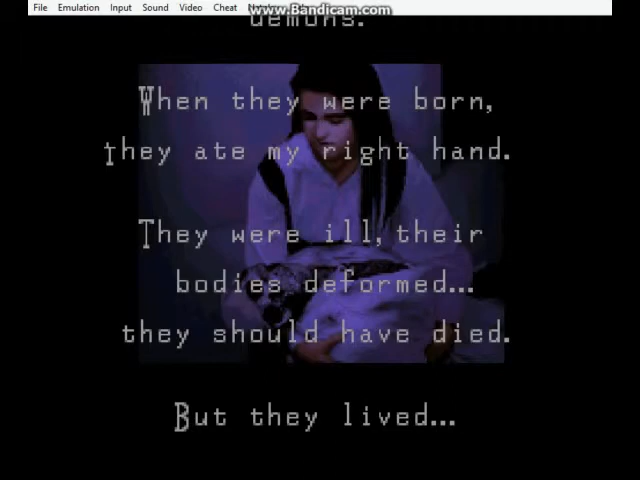 File Emulation Input Sound Video Cheat
www.Bandicam.com
demons.
When they were born,
they ate my right hand.
They were ill, their
bodies deformed...
they should have died.
But they lived...